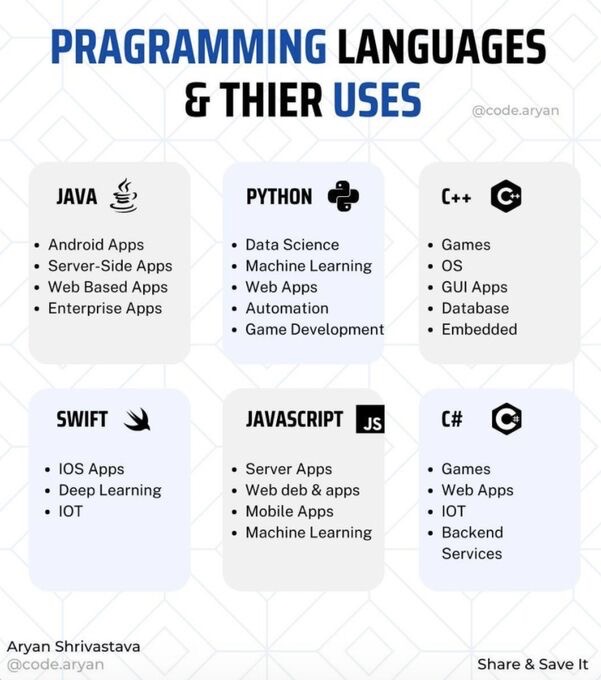 PRAGRAMMING LANGUAGES
& THIER USES
@code.aryan
JAVA
• Android Apps
• Server-Side Apps
• Web Based Apps
• Enterprise Apps
PYTHON
• Data Science
• Machine Learning
• Web Apps
• Automation
• Game Development
C++
C++
• Games
• OS
• GUI Apps
• Database
• Embedded
SWIFT
• IOS Apps
• Deep Learning
• IOT
JAVASCRIPT
JS
• Server Apps
• Web deb & apps
• Mobile Apps
• Machine Learning
C#
C#
• Games
• Web Apps
• IOT
• Backend
Services
Aryan Shrivastava
@code.aryan
Share & Save It